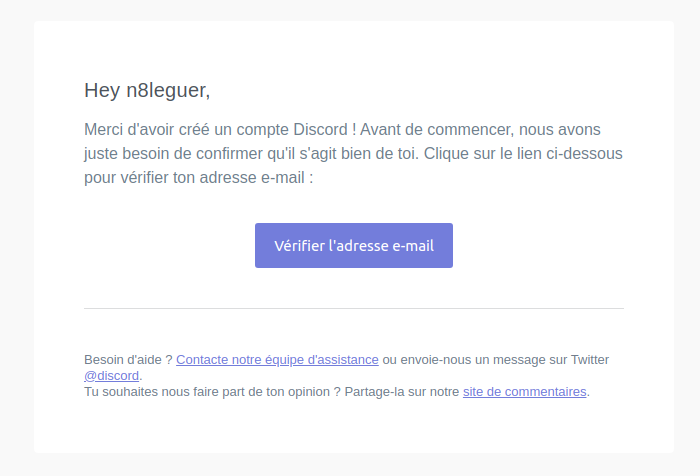 Hey n8leguer,
Merci d'avoir créé un compte Discord ! Avant de commencer, nous avons
juste besoin de confirmer qu'il s'agit bien de toi. Clique sur le lien ci-dessous
pour vérifier ton adresse e-mail :
Vérifier l'adresse e-mail
Besoin d'aide ? Contacte notre équipe d'assistance ou envoie-nous un message sur Twitter
@discord.
Tu souhaites nous faire part de ton opinion ? Partage-la sur notre site de commentaires.